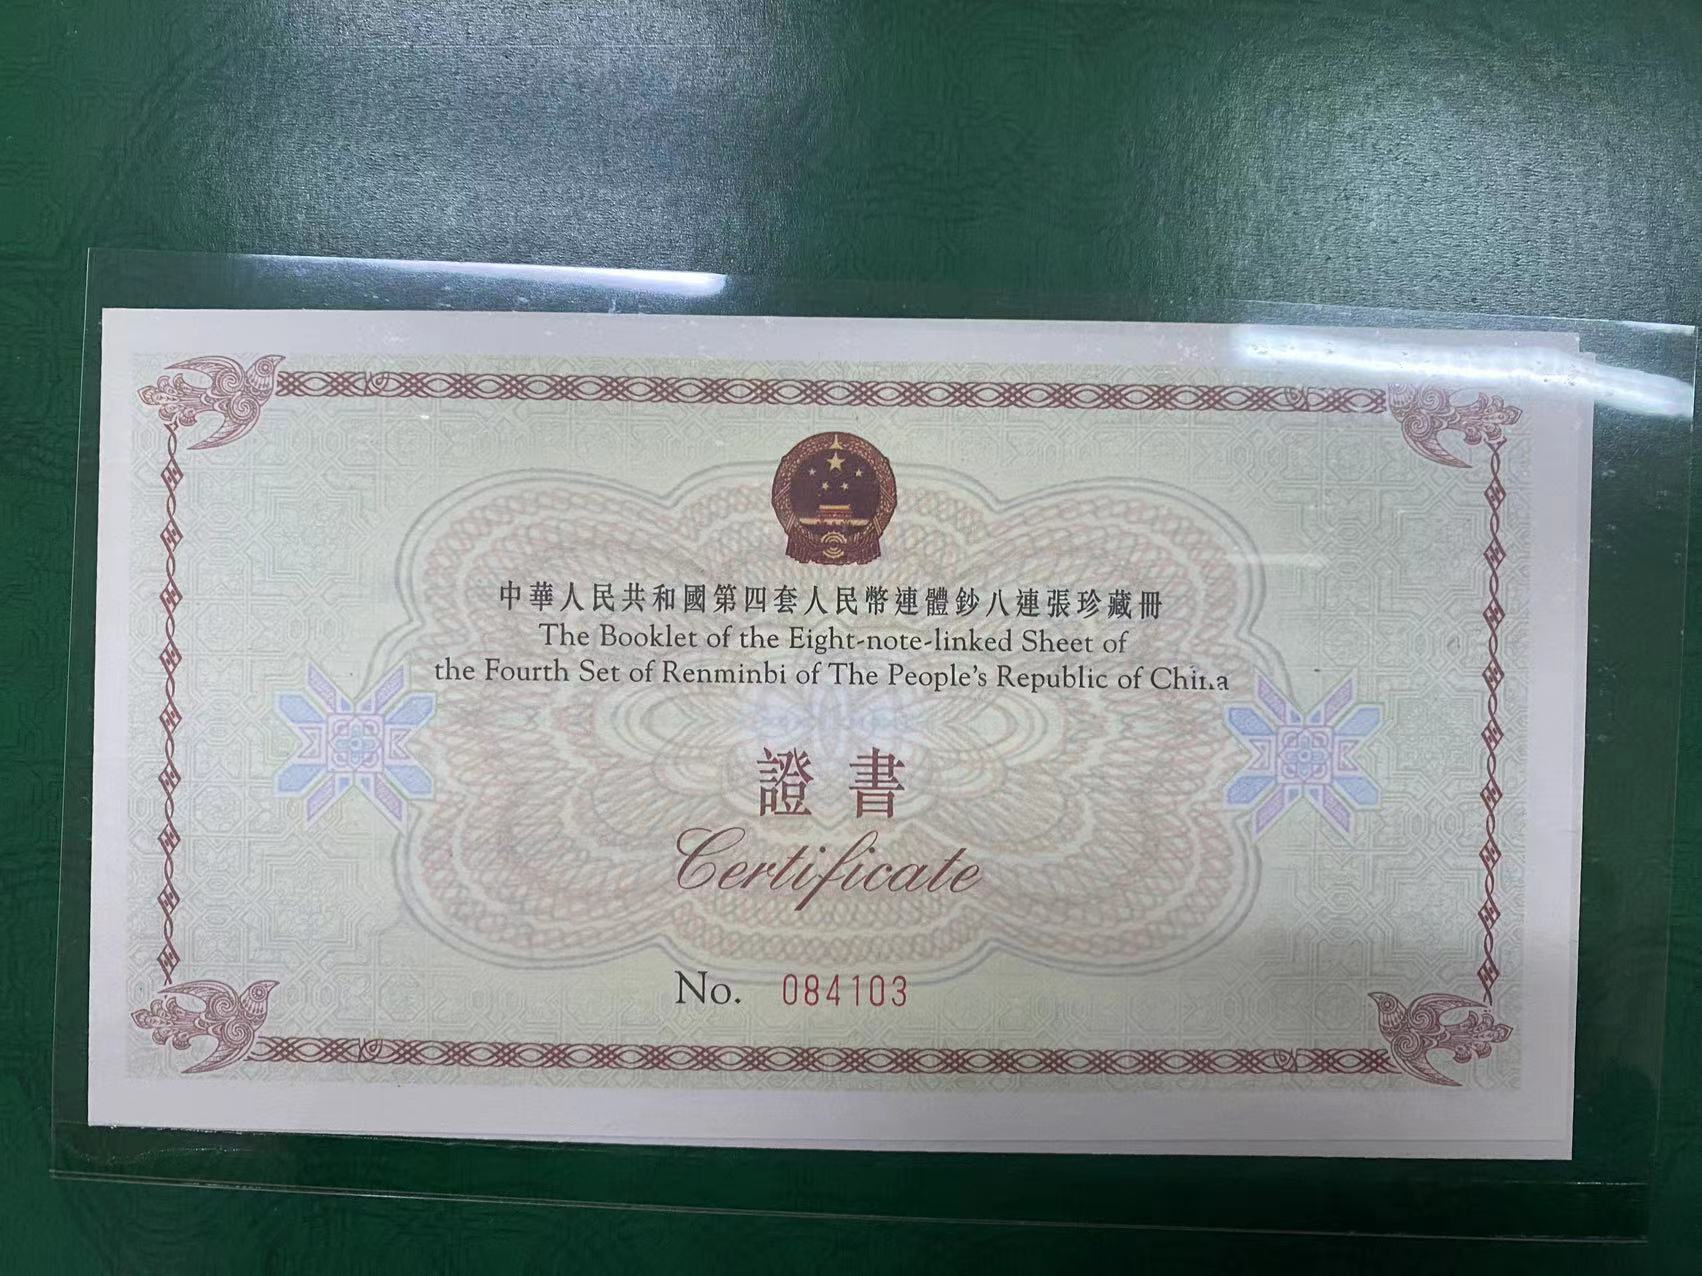 中華人民共和國第四套人民幣連體鈔八連張珍藏冊
The Booklet of the Eight-note-linked Sheet of
the Fourth Set of Renminbi of The People's Republic of China
證書
Certificate
No. 084103